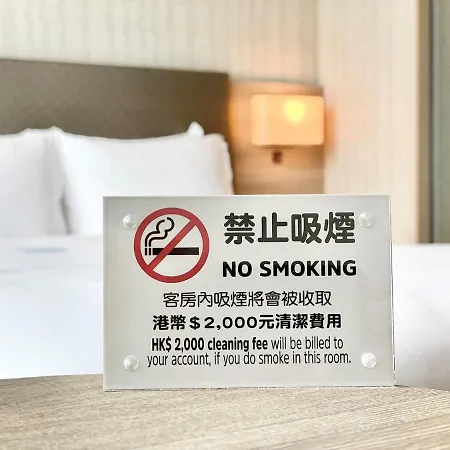 禁止吸煙
NO SMOKING
客房內吸煙將會被收取
港幣$2,000元清潔費用
HK$ 2,000 cleaning fee will be billed to
your account, if you do smoke in this room.